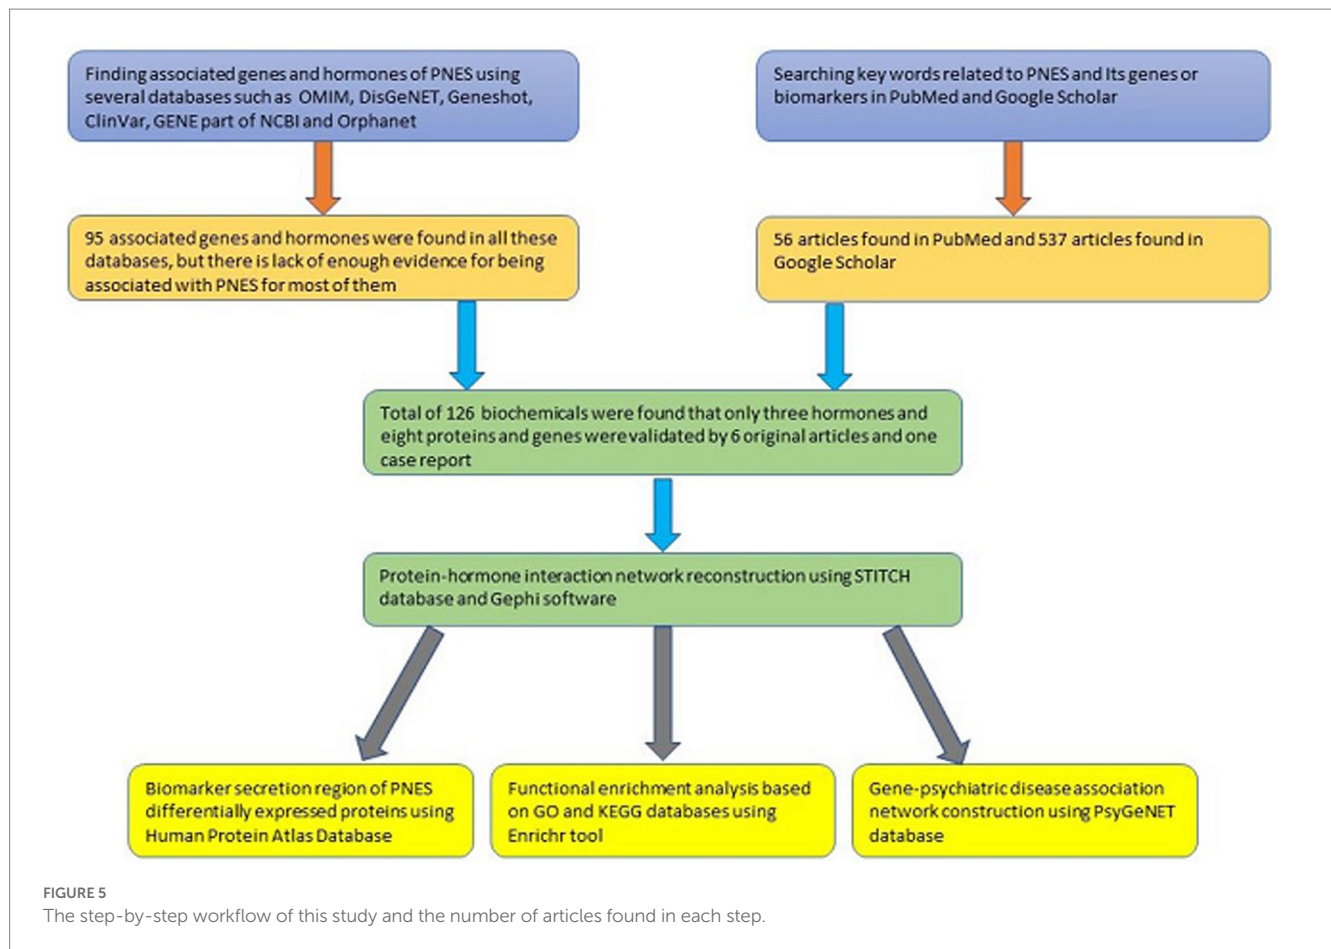 Finding associated genes and hormones of PNES using
several databases such as OMIM, DisGeNET, Geneshot,
ClinVar, GENE part of NCBI and Orphanet
Searching key words related to PNES and Its genes or
biomarkers in PubMed and Google Scholar
95 associated genes and hormones were found in all these
databases, but there is lack of enough evidence for being
associated with PNES for most of them
56 articles found in PubMed and 537 articles found in
Google Scholar
Total of 126 biochemicals were found that only three hormones and
eight proteins and genes were validated by 6 original articles and one
case report
Protein-hormone interaction network reconstruction using STITCH
database and Gephi software
Biomarker secretion region of PNES
differentially expressed proteins using
Human Protein Atlas Database
Functional enrichment analysis based
on GO and KEGG databases using
Enrichr tool
Gene-psychiatric disease association
network construction using PsyGeNET
database
FIGURE 5
The step-by-step workflow of this study and the number of articles found in each step.